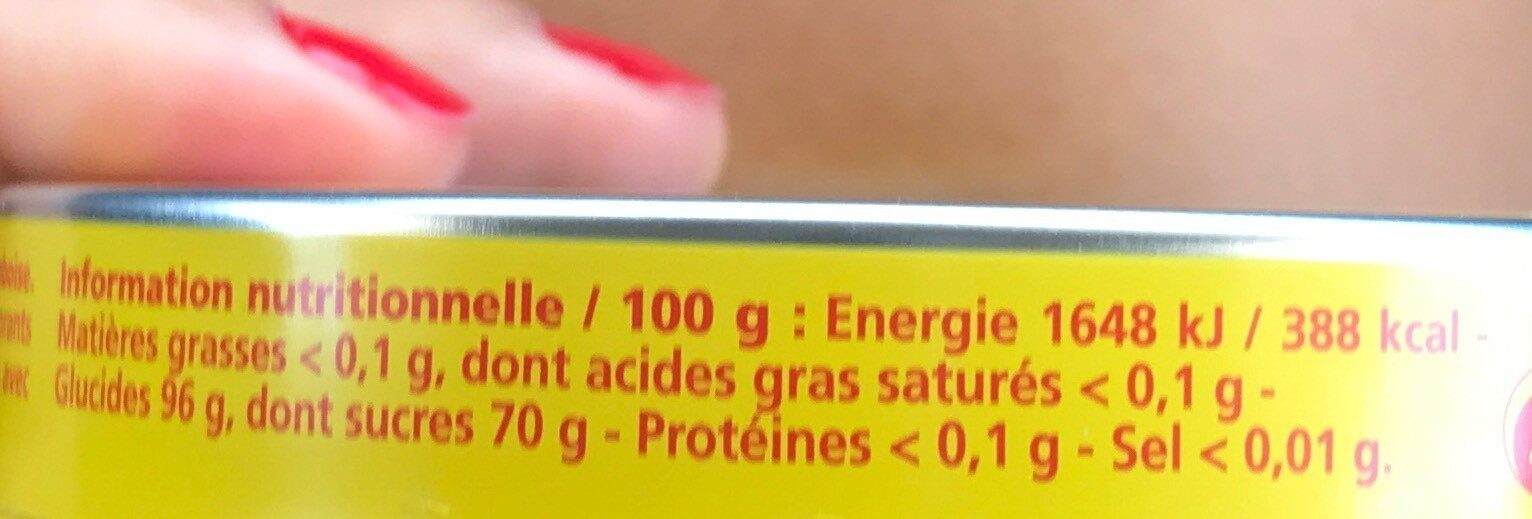 Information nutritionnelle / 100 g : Energie 1648 kJ / 388 kcal -
Matières grasses < 0,1 g, dont acides gras saturés < 0,1 g -
avec Glucides 96 g, dont sucres 70 g - Protéines < 0,1 g - Sel < 0,01 g.